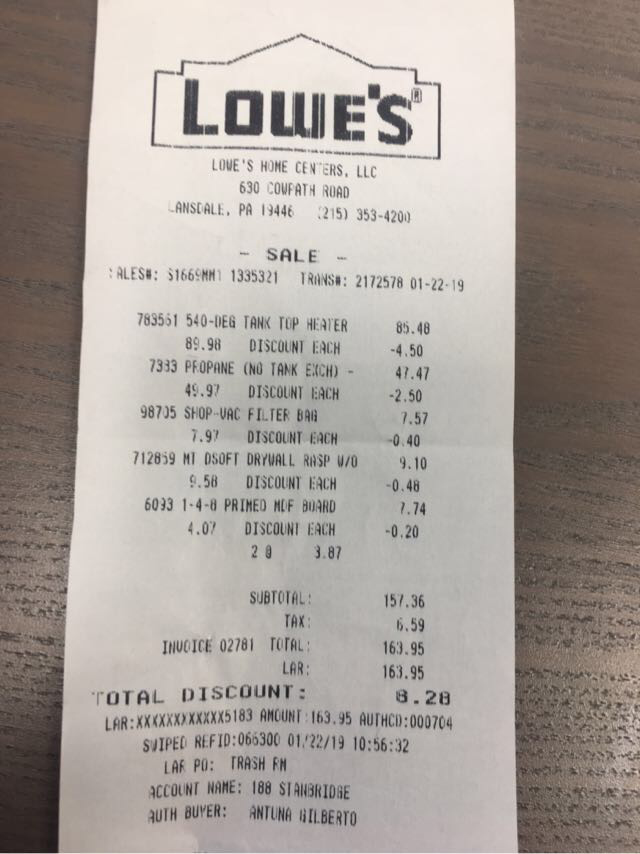 LOWE'S®
LOWE'S HOME CENTERS, LLC
630 COWPATH ROAD
LANSDALE, PA 19446 (215) 353-4200
- SALE -
SALES#: S1669MM1 1335321 TRANS#: 2172578 01-22-19
783561 540-DEG TANK TOP HEATER 85.48
89.98 DISCOUNT EACH -4.50
7333 PROPANE (NO TANK EXCH) - 47.47
49.97 DISCOUNT EACH -2.50
98705 SHOP-VAC FILTER BAG 7.57
7.97 DISCOUNT EACH -0.40
712859 MT DSOFT DRYWALL RASP W/O 9.10
9.58 DISCOUNT EACH -0.48
6093 1-4-8 PRIMED MDF BOARD 7.74
4.07 DISCOUNT EACH -0.20
2 @ 3.87
SUBTOTAL: 157.36
TAX: 6.59
INVOICE 02781 TOTAL: 163.95
LAR: 163.95
TOTAL DISCOUNT: 8.28
LAR:XXXXXXXXXXXX5183 AMOUNT:163.95 AUTHCD:000704
SWIPED REFID:066300 01/22/19 10:56:32
LAR PO: TRASH RM
ACCOUNT NAME: 188 STANBRIDGE
AUTH BUYER: ANTUNA GILBERTO